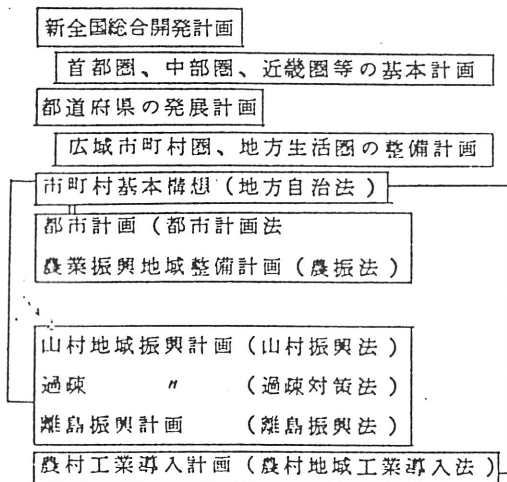 新全国総合開発計画
首都圏、中部圏、近畿圏等の基本計画
都道府県の発展計画
広域市町村圏、地方生活圏の整備計画
市町村基本構想(地方自治法)
都市計画(都市計画法
農業振興地域整備計画(農振法)
山村地域振興計画(山村振興法)
過疎 〃 (過疎対策法)
離島振興計画 (離島振興法)
農村工業導入計画(農村地域工業導入法)